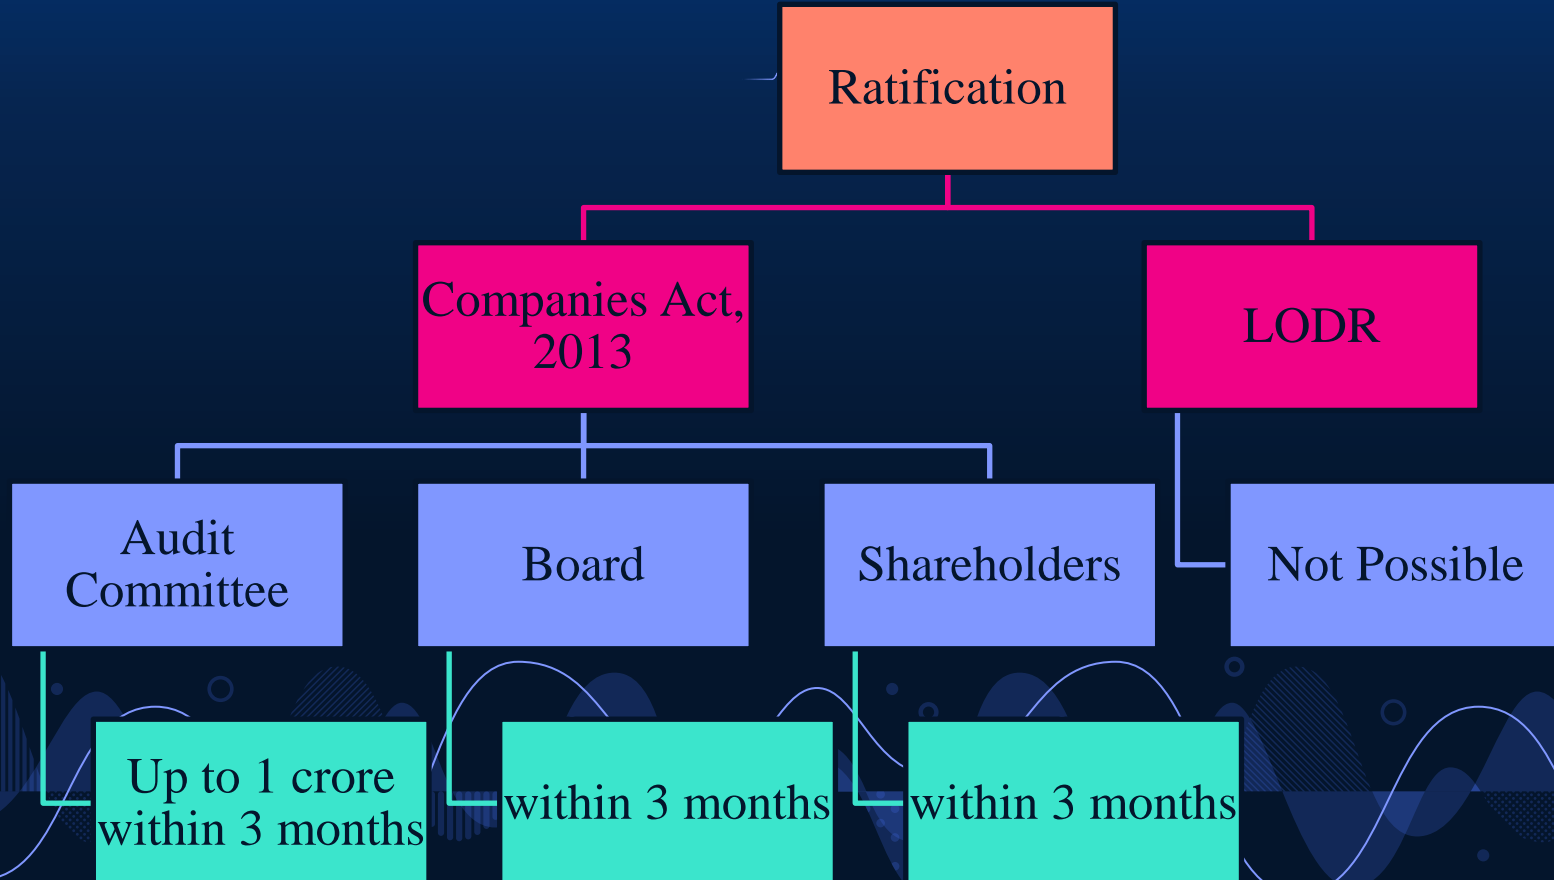 Ratification
Companies Act,
2013
LODR
Audit
Committee
Board
Shareholders
Not Possible
Up to 1 crore
within 3 months
within 3 months
within 3 months